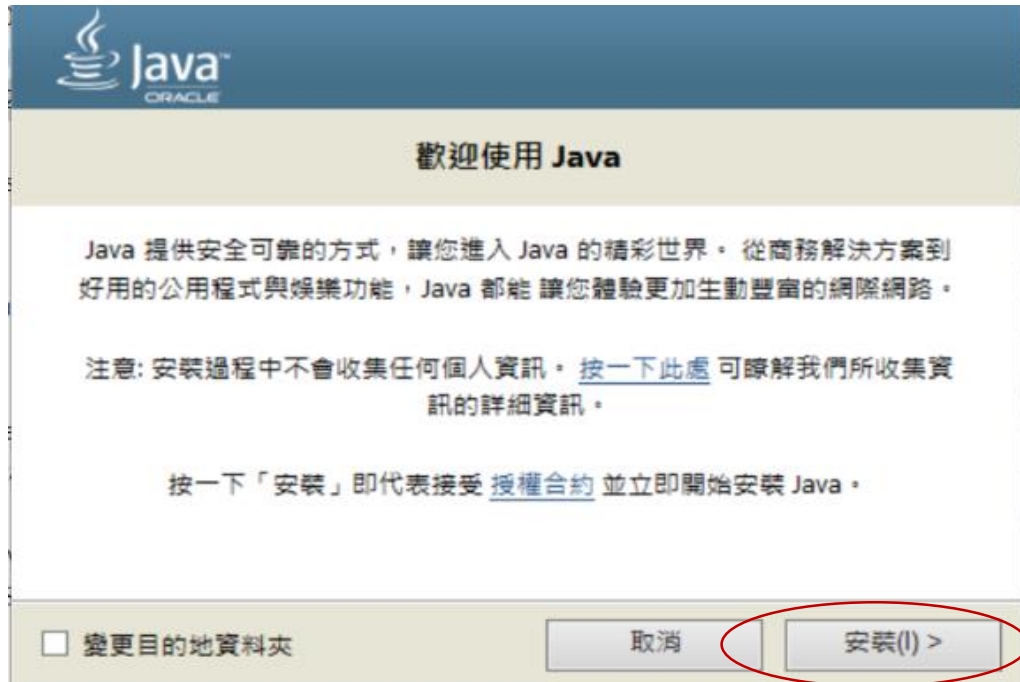 Java™
ORACLE
歡迎使用 Java
Java 提供安全可靠的方式，讓您進入 Java 的精彩世界。 從商務解決方案到
好用的公用程式與娛樂功能，Java 都能 讓您體驗更加生動豐富的網際網路。
注意: 安裝過程中不會收集任何個人資訊。 按一下此處 可瞭解我們所收集資
訊的詳細資訊。
按一下「安裝」即代表接受 授權合約 並立即開始安裝 Java。
變更目的地資料夾 取消 安裝(I) >